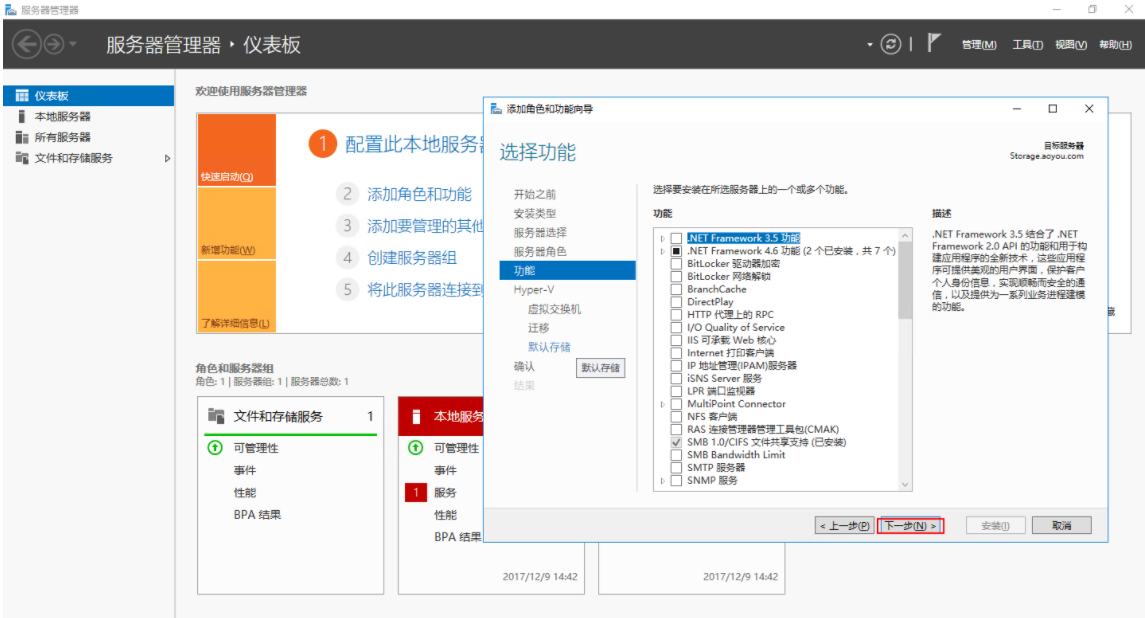 服务器管理器
服务器管理器 · 仪表板
管理(M) 工具(T) 视图(V) 帮助(H)
仪表板
本地服务器
所有服务器
文件和存储服务
欢迎使用服务器管理器
快速启动(Q)
新增功能(W)
了解详细信息(L)
1 配置此本地服务
2 添加角色和功能
3 添加要管理的其他
4 创建服务器组
5 将此服务器连接到
角色和服务器组
角色: 1 | 服务器组: 1 | 服务器总数: 1
文件和存储服务 1
可管理性
事件
性能
BPA 结果
本地服务
可管理性
事件
1 服务
性能
BPA 结果
2017/12/9 14:42
2017/12/9 14:42
添加角色和功能向导
选择功能
目标服务器
Storage.aoyou.com
开始之前
安装类型
服务器选择
服务器角色
功能
Hyper-V
虚拟交换机
迁移
默认存储
确认
默认存储
结果
选择要安装在所选服务器上的一个或多个功能。
功能
.NET Framework 3.5 功能
.NET Framework 4.6 功能 (2 个已安装，共 7 个)
BitLocker 驱动器加密
BitLocker 网络解锁
BranchCache
DirectPlay
HTTP 代理上的 RPC
I/O Quality of Service
IIS 可承载 Web 核心
Internet 打印客户端
IP 地址管理(IPAM)服务器
iSNS Server 服务
LPR 端口监视器
MultiPoint Connector
NFS 客户端
RAS 连接管理器管理工具包(CMAK)
SMB 1.0/CIFS 文件共享支持 (已安装)
SMB Bandwidth Limit
SMTP 服务器
SNMP 服务
描述
.NET Framework 3.5 结合了 .NET
Framework 2.0 API 的功能和用于构
建应用程序的全新技术，这些应用程
序可提供美观的用户界面，保护客户
个人身份信息，实现顺畅而安全的通
信，以及提供为一系列业务进程建模
的功能。
< 上一步(P)
下一步(N) >
安装(I)
取消